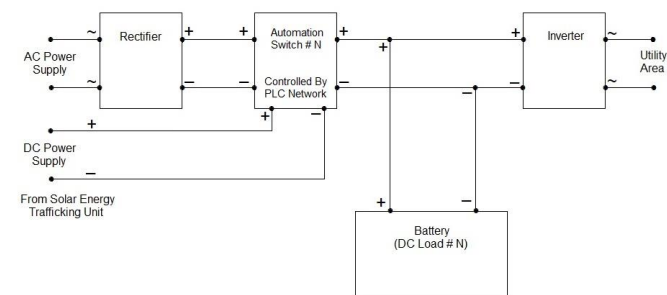 ~
Rectifier
+
+
Automation
Switch # N
+
+
+
Inverter
~
AC Power
Supply
Utility
Area
~
−
−
Controlled By
PLC Network
−
−
−
~
+
+
−
DC Power
Supply
−
From Solar Energy
Trafficking Unit
+
−
Battery
(DC Load # N)